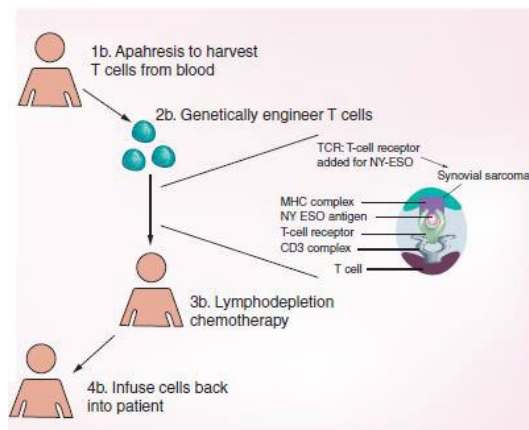 1b. Apahresis to harvest
T cells from blood
2b. Genetically engineer T cells
TCR: T-cell receptor
added for NY-ESO
Synovial sarcoma
MHC complex
NY ESO antigen
T-cell receptor
CD3 complex
T cell
3b. Lymphodepletion
chemotherapy
4b. Infuse cells back
into patient